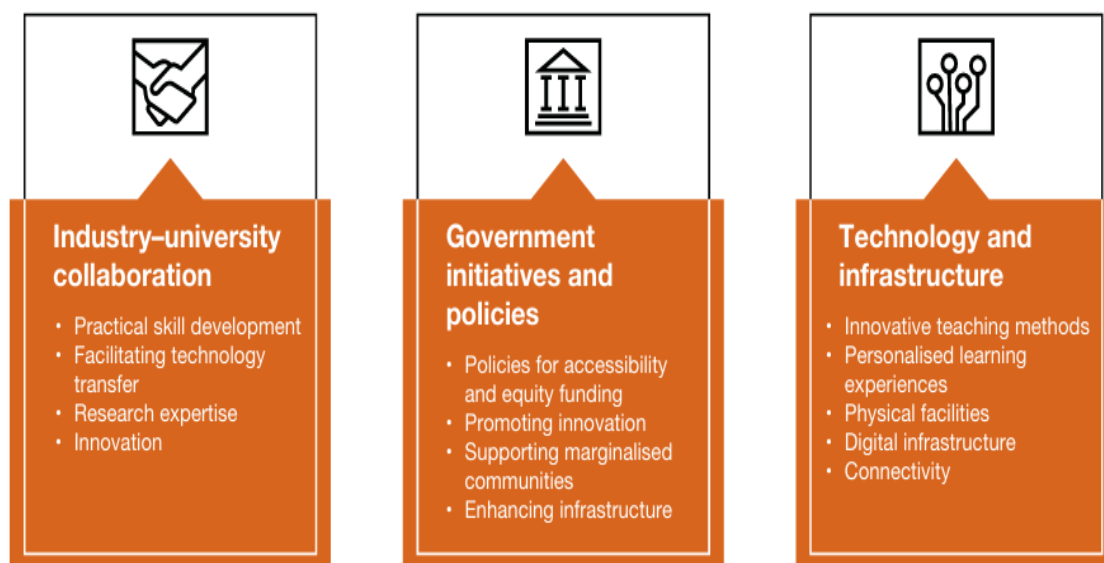 Industry–university
collaboration
• Practical skill development
• Facilitating technology
transfer
• Research expertise
• Innovation
Government
initiatives and
policies
• Policies for accessibility
and equity funding
• Promoting innovation
• Supporting marginalised
communities
• Enhancing infrastructure
Technology and
infrastructure
• Innovative teaching methods
• Personalised learning
experiences
• Physical facilities
• Digital infrastructure
• Connectivity